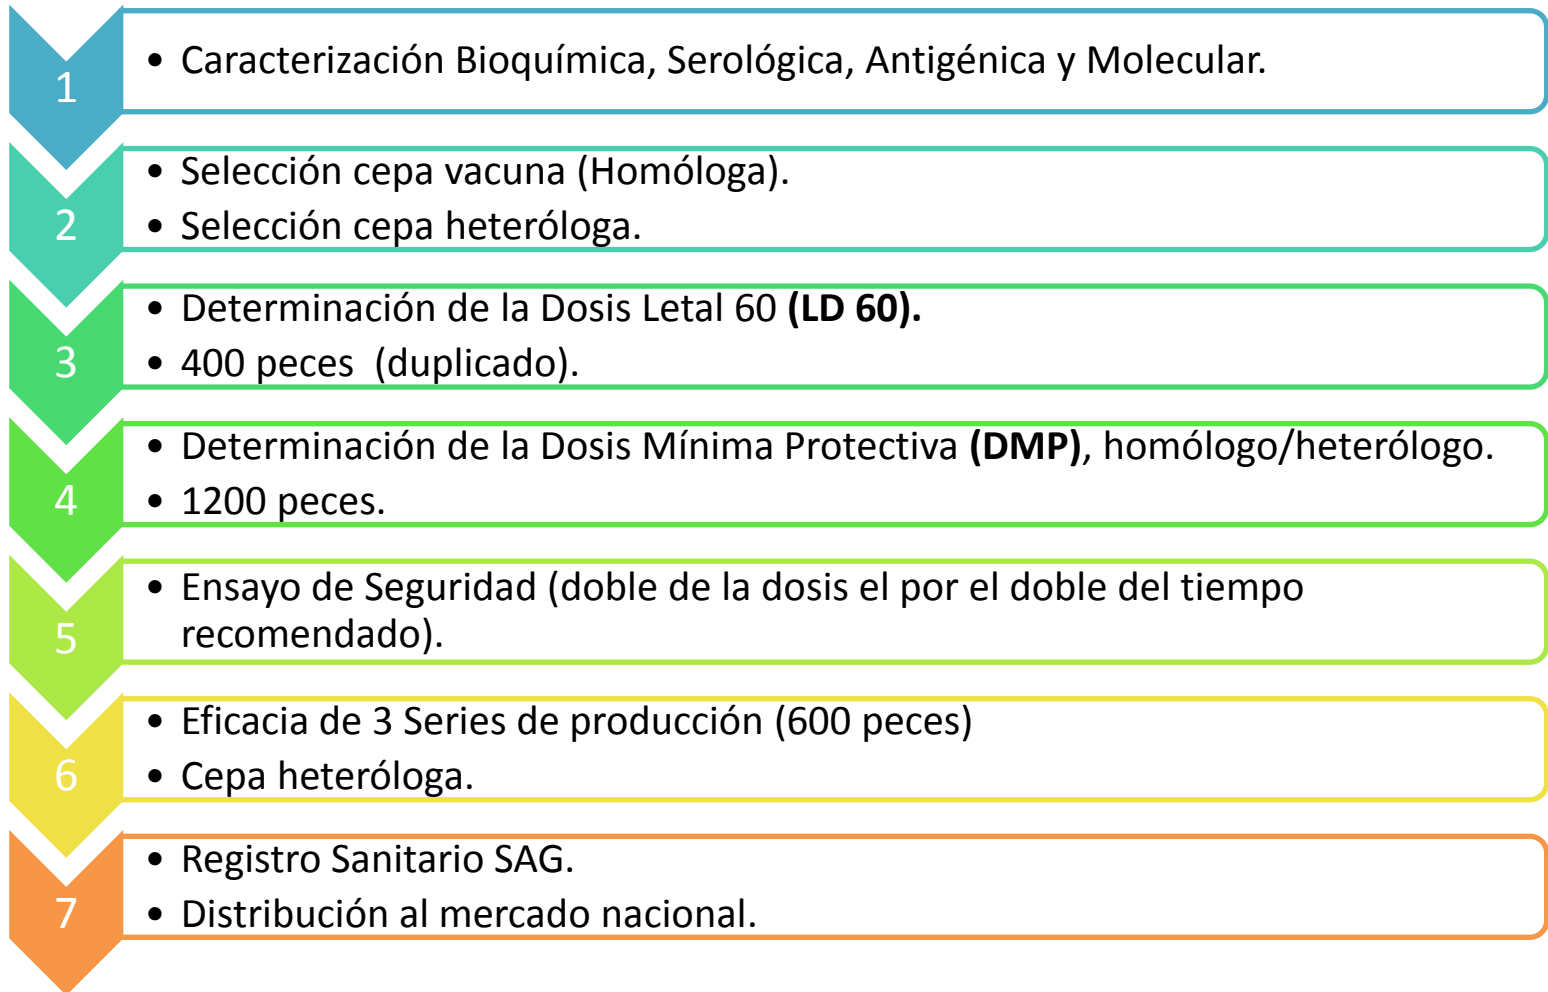 1
• Caracterización Bioquímica, Serológica, Antigénica y Molecular.
2
• Selección cepa vacuna (Homóloga).
• Selección cepa heteróloga.
3
• Determinación de la Dosis Letal 60 (LD 60).
• 400 peces (duplicado).
4
• Determinación de la Dosis Mínima Protectiva (DMP), homólogo/heterólogo.
• 1200 peces.
5
• Ensayo de Seguridad (doble de la dosis el por el doble del tiempo
recomendado).
6
• Eficacia de 3 Series de producción (600 peces)
• Cepa heteróloga.
7
• Registro Sanitario SAG.
• Distribución al mercado nacional.